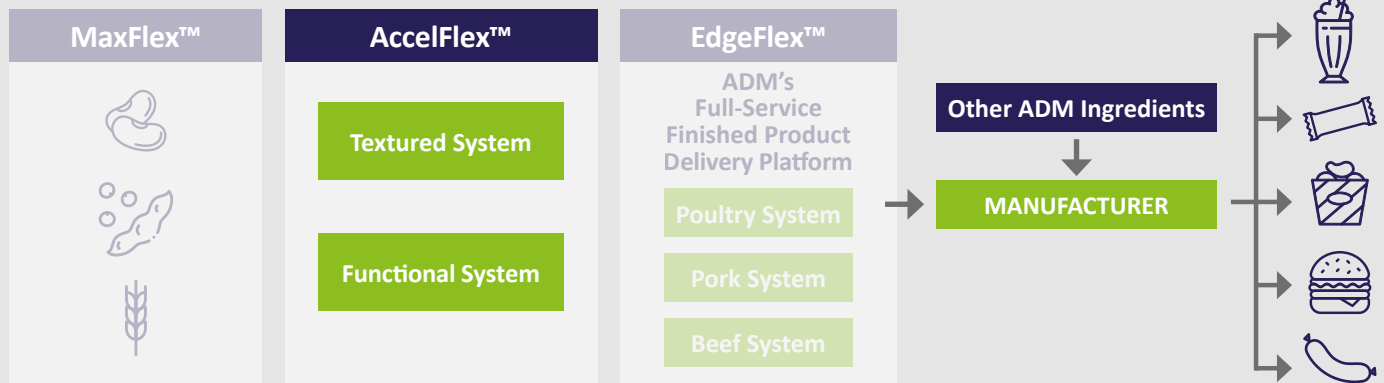 MaxFlex™
AccelFlex™
EdgeFlex™
Textured System
Functional System
ADM's
Full-Service
Finished Product
Delivery Platform
Poultry System
Pork System
Beef System
Other ADM Ingredients
MANUFACTURER